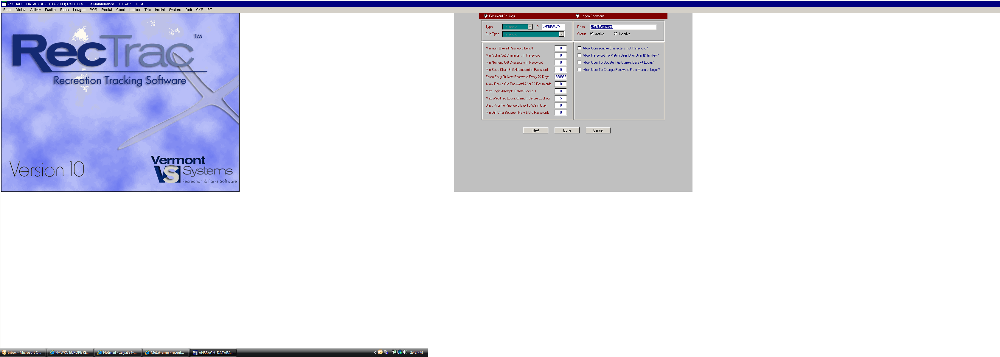 ANSBACH DATABASE (01/14/2003) Rel 10.1s File Maintenance 01/14/11 ADM
Func Global Activity Facility Pass League POS Rental Court Locker Trip Incdnt System Golf CYS PT
RecTrac TM
Recreation Tracking Software
Version 10
Vermont
VS Systems
Recreation & Parks Software
Password Settings
Logon Comment
Type Password ID WEBPSWD
Sub-Type Password
Desc WEB Password
Status Active Inactive
Minimum Overall Password Length 0
Min Alpha A-Z Characters In Password 0
Min Numeric 0-9 Characters In Password 0
Min Spec Char (Shift/Numbers) In Password 0
Force Entry Of New Password Every 'X' Days 999999
Allow Reuse Old Password After 'X' Passwords 0
Max Login Attempts Before Lockout 0
Max WebTrac Login Attempts Before Lockout 5
Days Prior To Password Exp To Warn User 0
Min Diff Char Between New & Old Passwords 0
Allow Consecutive Characters In A Password?
Allow Password To Match User ID or User ID In Rev?
Allow User To Update The Current Date At Login?
Allow User To Change Password From Menu or Login?
Next Done Cancel
Inbox - Microsoft O... FMWRC EUROPE RE... Hotmail - zelya88@... MetaFrame Present... ANSBACH DATABA... < 2:42 PM